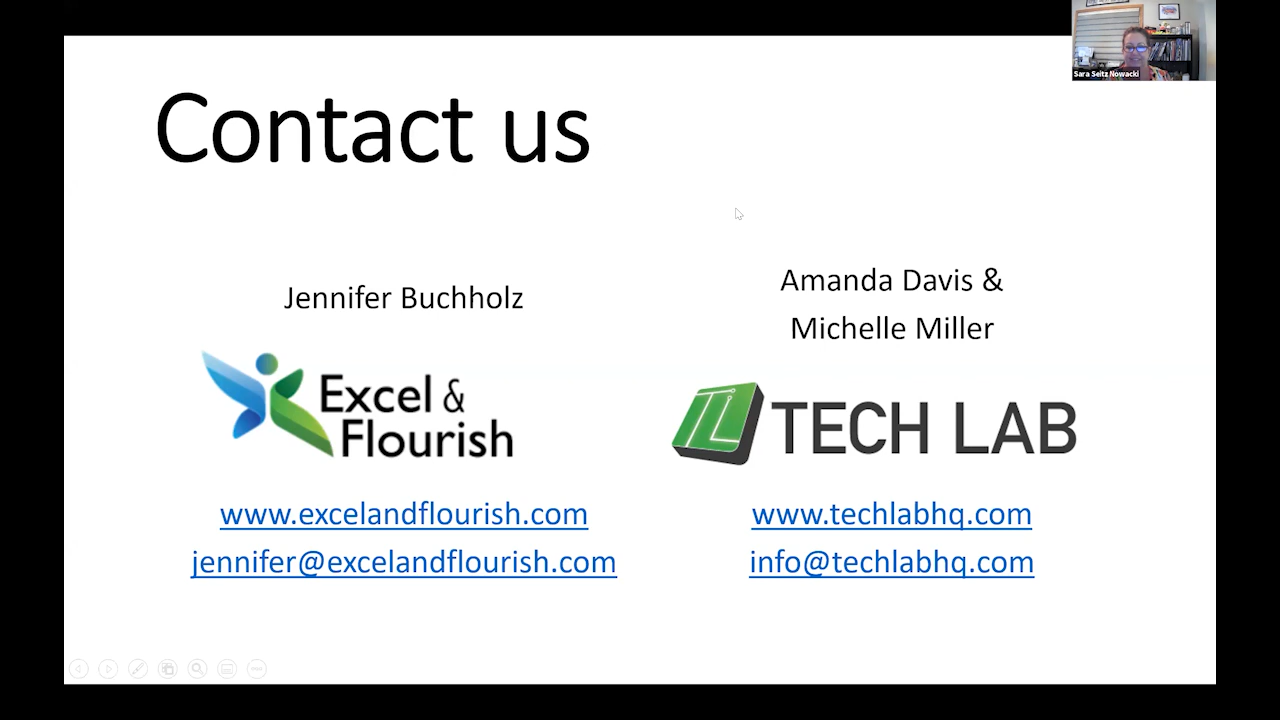 Sara Seitz Nowacki
Contact us
Jennifer Buchholz
Excel &
Flourish
www.excelandflourish.com
jennifer@excelandflourish.com
Amanda Davis &
Michelle Miller
TL TECH LAB
www.techlabhq.com
info@techlabhq.com